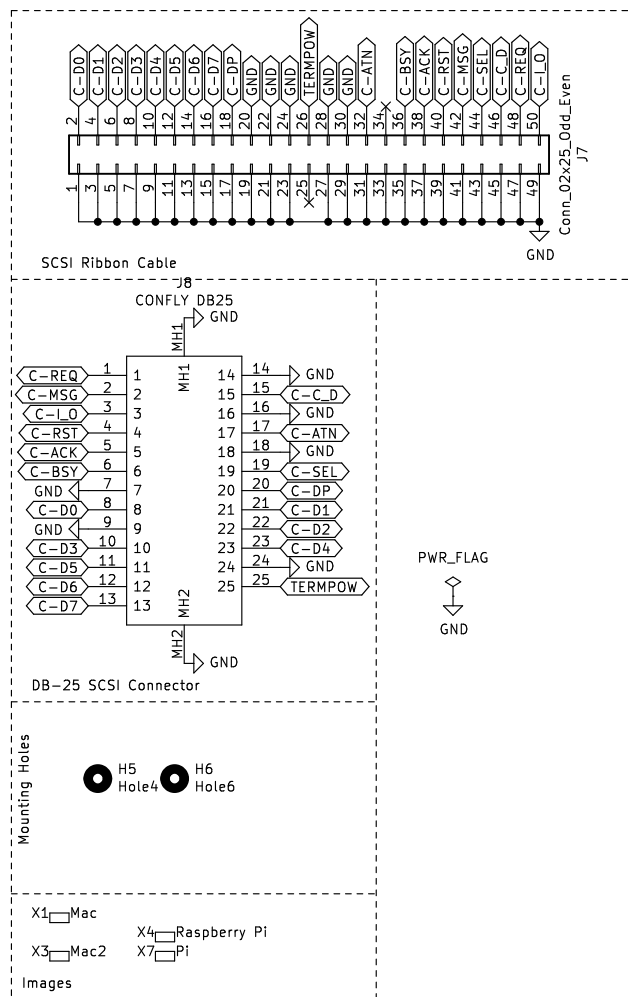 C-D0 C-D1 C-D2 C-D3 C-D4 C-D5 C-D6 C-D7 C-DP GND GND GND TERMPOW GND GND C-ATN C-BSY C-ACK C-RST C-MSG C-SEL C-C_D C-REQ C-I_O
2 4 6 8 10 12 14 16 18 20 22 24 26 28 30 32 34 36 38 40 42 44 46 48 50
1 3 5 7 9 11 13 15 17 19 21 23 25 27 29 31 33 35 37 39 41 43 45 47 49
Conn_02x25_Odd_Even
J7
GND
SCSI Ribbon Cable
J8
CONFLY DB25
GND
MH1
MH1
C-REQ 1 1 14 14 GND
C-MSG 2 2 15 15 C-C_D
C-I_O 3 3 16 16 GND
C-RST 4 4 17 17 C-ATN
C-ACK 5 5 18 18 GND
C-BSY 6 6 19 19 C-SEL
GND 7 7 20 20 C-DP
C-D0 8 8 21 21 C-D1
GND 9 9 22 22 C-D2
C-D3 10 10 23 23 C-D4
C-D5 11 11 24 24 GND
C-D6 12 12 25 25 TERMPOW
C-D7 13 13
MH2
MH2
GND
DB-25 SCSI Connector
PWR_FLAG
GND
Mounting Holes
H5
Hole4
H6
Hole6
X1 Mac
X4 Raspberry Pi
X3 Mac2
X7 Pi
Images